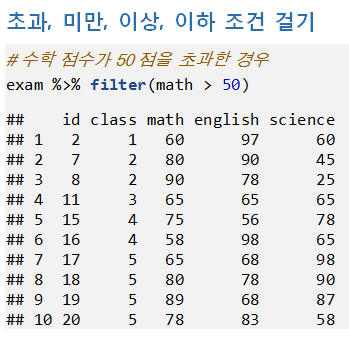 초과, 미만, 이상, 이하 조건 걸기
# 수학 점수가 50 점을 초과한 경우
exam %>% filter(math > 50)
##    id class math english science
## 1   2     1   60      97      60
## 2   7     2   80      90      45
## 3   8     2   90      78      25
## 4  11     3   65      65      65
## 5  15     4   75      56      78
## 6  16     4   58      98      65
## 7  17     5   65      68      98
## 8  18     5   80      78      90
## 9  19     5   89      68      87
## 10 20     5   78      83      58